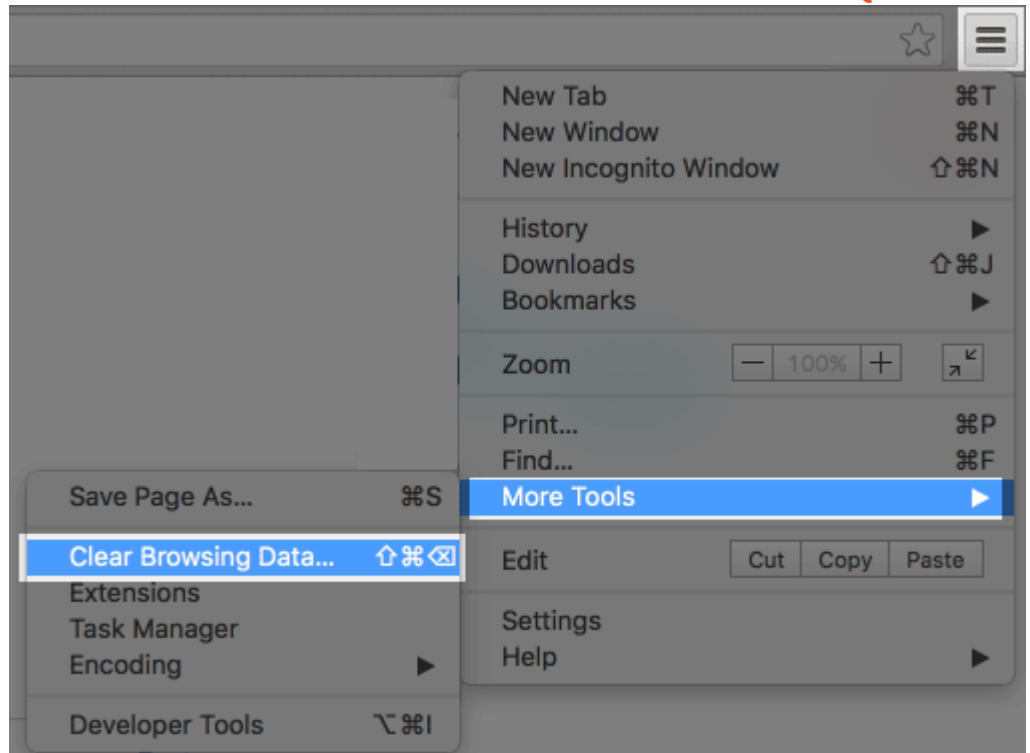 New Tab ⌘T
New Window ⌘N
New Incognito Window ⇧⌘N
History ▶
Downloads ⇧⌘J
Bookmarks ▶
Zoom — 100% +
Print... ⌘P
Find... ⌘F
More Tools ▶
Edit Cut Copy Paste
Settings
Help ▶
Save Page As... ⌘S
Clear Browsing Data... ⇧⌘⌫
Extensions
Task Manager
Encoding ▶
Developer Tools ⌥⌘I